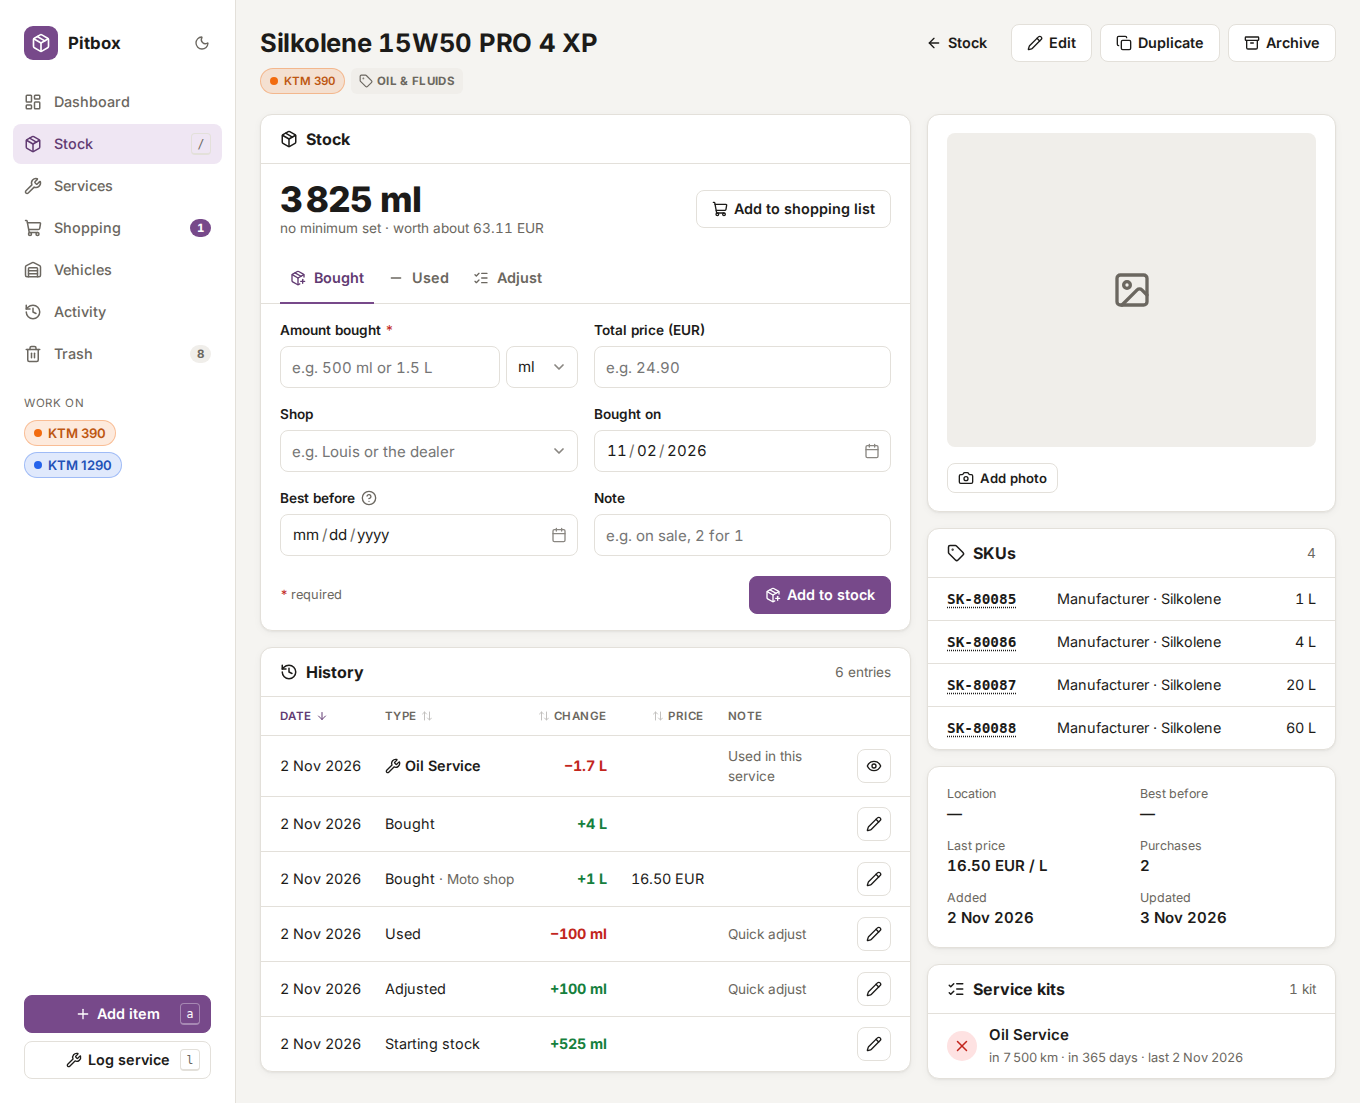 Pitbox
Dashboard
Stock /
Services
Shopping 1
Vehicles
Activity
Trash 8
WORK ON
KTM 390
KTM 1290
Add item a
Log service l
Silkolene 15W50 PRO 4 XP
KTM 390 OIL & FLUIDS
Stock Edit Duplicate Archive
Stock
3 825 ml
no minimum set · worth about 63.11 EUR
Add to shopping list
Bought Used Adjust
Amount bought * Total price (EUR)
e.g. 500 ml or 1.5 L ml e.g. 24.90
Shop Bought on
e.g. Louis or the dealer 11/02/2026
Best before Note
mm/dd/yyyy e.g. on sale, 2 for 1
* required Add to stock
History 6 entries
DATE TYPE CHANGE PRICE NOTE
2 Nov 2026 Oil Service −1.7 L Used in this
service
2 Nov 2026 Bought +4 L
2 Nov 2026 Bought · Moto shop +1 L 16.50 EUR
2 Nov 2026 Used −100 ml Quick adjust
2 Nov 2026 Adjusted +100 ml Quick adjust
2 Nov 2026 Starting stock +525 ml
Add photo
SKUs 4
SK-80085 Manufacturer · Silkolene 1 L
SK-80086 Manufacturer · Silkolene 4 L
SK-80087 Manufacturer · Silkolene 20 L
SK-80088 Manufacturer · Silkolene 60 L
Location Best before
— —
Last price Purchases
16.50 EUR / L 2
Added Updated
2 Nov 2026 3 Nov 2026
Service kits 1 kit
Oil Service
in 7 500 km · in 365 days · last 2 Nov 2026